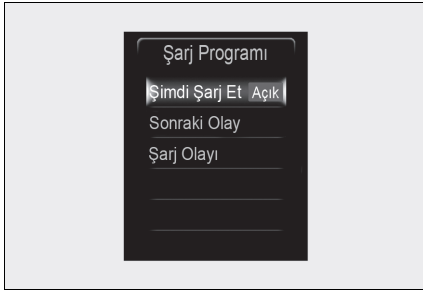 Şarj Programı
Şimdi Şarj Et Açık
Sonraki Olay
Şarj Olayı